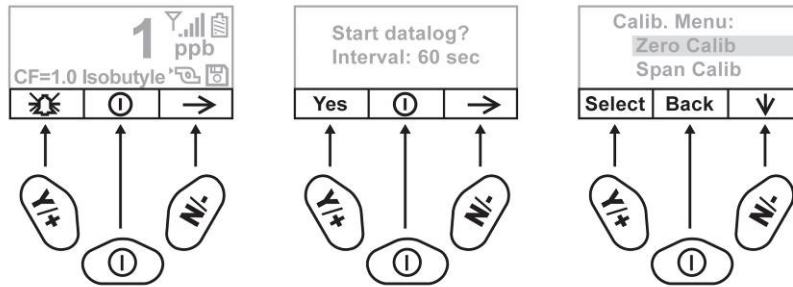 1
ppb
CF=1.0 Isobutyle
Y/+
N/-
Start datalog?
Interval: 60 sec
Yes
Y/+
N/-
Calib. Menu:
Zero Calib
Span Calib
Select Back
Y/+
N/-